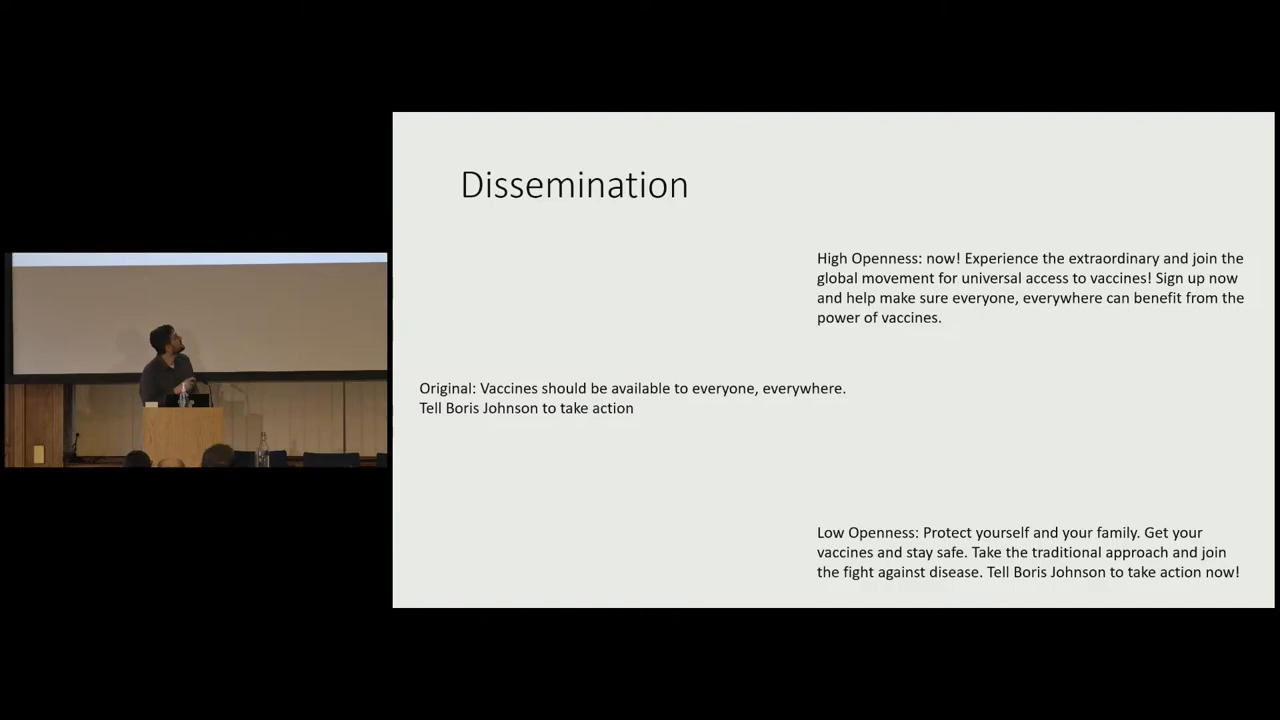 Dissemination
High Openness: now! Experience the extraordinary and join the
global movement for universal access to vaccines! Sign up now
and help make sure everyone, everywhere can benefit from the
power of vaccines.
Original: Vaccines should be available to everyone, everywhere.
Tell Boris Johnson to take action
Low Openness: Protect yourself and your family. Get your
vaccines and stay safe. Take the traditional approach and join
the fight against disease. Tell Boris Johnson to take action now!